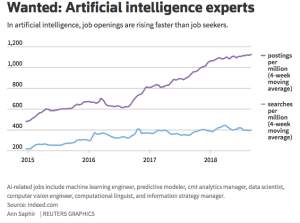 Wanted: Artificial intelligence experts
In artificial intelligence, job openings are rising faster than job seekers.
1,200
1,000
800
600
400
200
2015
2016
2017
2018
postings
per
million
(4-week
moving
average)
searches
per
million
(4-week
moving
average)
AI-related jobs include machine learning engineer, predictive modeler, cmt analytics manager, data scientist,
computer vision engineer, computational linguist, and information strategy manager.
Source: Indeed.com
Ann Saphir | REUTERS GRAPHICS